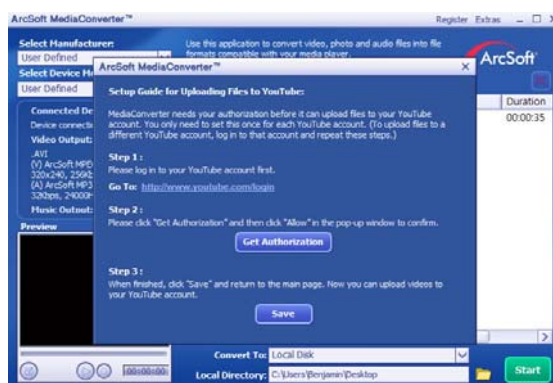 ArcSoft MediaConverter™
Register Extras
Select Manufacturer:
User Defined
Use this application to convert video, photo and audio files into file
formats compatible with your media player.
ArcSoft
Select Device
User Defined
ArcSoft MediaConverter™
Setup Guide for Uploading Files to YouTube:
MediaConverter needs your authorization before it can upload files to your YouTube
account. You only need to set this once for each YouTube account. (To upload files to a
different YouTube account, log in to that account and repeat these steps.)
Step 1 :
Please log in to your YouTube account first.
Go To: http://www.youtube.com/login
Step 2 :
Please click "Get Authorization" and then click "Allow" in the pop-up window to confirm.
Get Authorization
Step 3 :
When finished, click "Save" and return to the main page. Now you can upload videos to
your YouTube account.
Save
Connected De
Device connecti
Video Output:
.AVI
(V) ArcSoft MPE
320x240, 256kb
(A) ArcSoft MP3
32Kbps, 24000H
Music Output:
Preview
Duration
00:00:35
00:00:00
Convert To: Local Disk
Local Directory: C:\Users\Benjamin\Desktop
Start